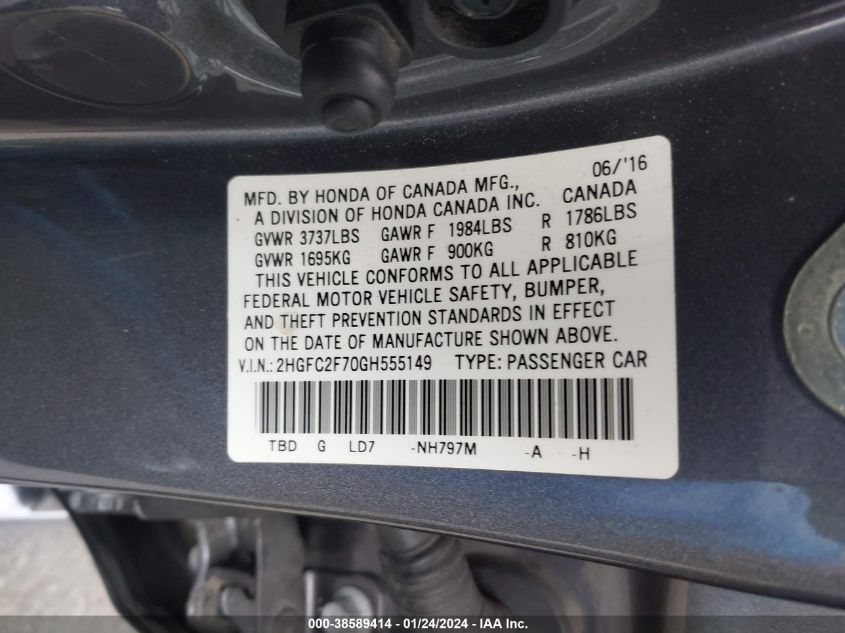 06/'16
MFD. BY HONDA OF CANADA MFG.,
A DIVISION OF HONDA CANADA INC. CANADA
GVWR 3737LBS GAWR F 1984LBS R 1786LBS
GVWR 1695KG GAWR F 900KG R 810KG
THIS VEHICLE CONFORMS TO ALL APPLICABLE
FEDERAL MOTOR VEHICLE SAFETY, BUMPER,
AND THEFT PREVENTION STANDARDS IN EFFECT
ON THE DATE OF MANUFACTURE SHOWN ABOVE.
V.I.N.: 2HGFC2F70GH555149 TYPE: PASSENGER CAR
TBD G LD7 -NH797M -A -H
000-38589414 - 01/24/2024 - IAA Inc.